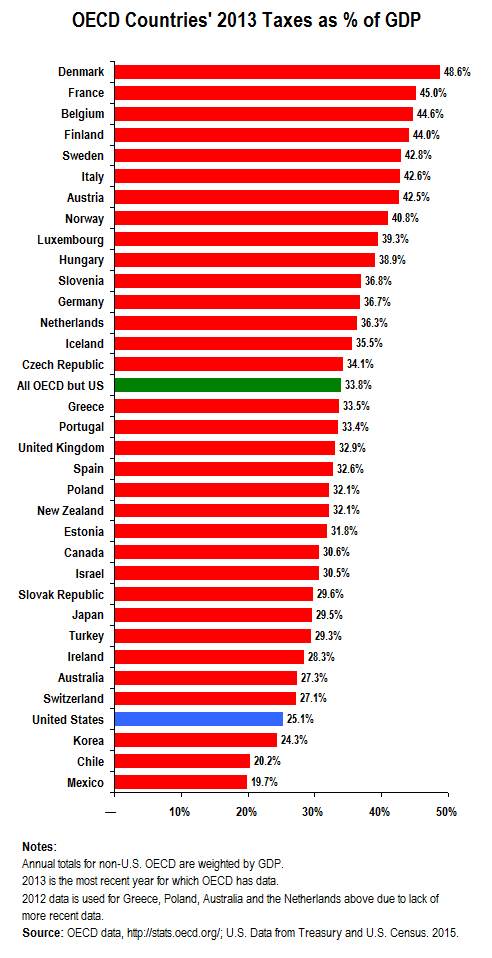 OECD Countries' 2013 Taxes as % of GDP
Denmark 48.6%
France 45.0%
Belgium 44.6%
Finland 44.0%
Sweden 42.8%
Italy 42.6%
Austria 42.5%
Norway 40.8%
Luxembourg 39.3%
Hungary 38.9%
Slovenia 36.8%
Germany 36.7%
Netherlands 36.3%
Iceland 35.5%
Czech Republic 34.1%
All OECD but US 33.8%
Greece 33.5%
Portugal 33.4%
United Kingdom 32.9%
Spain 32.6%
Poland 32.1%
New Zealand 32.1%
Estonia 31.8%
Canada 30.6%
Israel 30.5%
Slovak Republic 29.6%
Japan 29.5%
Turkey 29.3%
Ireland 28.3%
Australia 27.3%
Switzerland 27.1%
United States 25.1%
Korea 24.3%
Chile 20.2%
Mexico 19.7%
— 10% 20% 30% 40% 50%
Notes:
Annual totals for non-U.S. OECD are weighted by GDP.
2013 is the most recent year for which OECD has data.
2012 data is used for Greece, Poland, Australia and the Netherlands above due to lack of
more recent data.
Source: OECD data, http://stats.oecd.org/; U.S. Data from Treasury and U.S. Census. 2015.